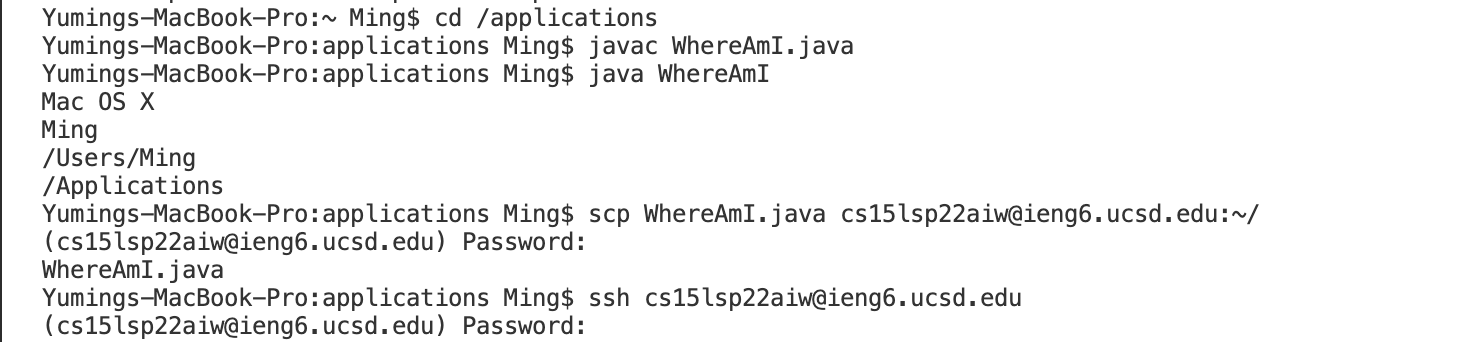 Yumings-MacBook-Pro:~ Ming$ cd /applications
Yumings-MacBook-Pro:applications Ming$ javac WhereAmI.java
Yumings-MacBook-Pro:applications Ming$ java WhereAmI
Mac OS X
Ming
/Users/Ming
/Applications
Yumings-MacBook-Pro:applications Ming$ scp WhereAmI.java cs15lsp22aiw@ieng6.ucsd.edu:~/
(cs15lsp22aiw@ieng6.ucsd.edu) Password:
WhereAmI.java
Yumings-MacBook-Pro:applications Ming$ ssh cs15lsp22aiw@ieng6.ucsd.edu
(cs15lsp22aiw@ieng6.ucsd.edu) Password: